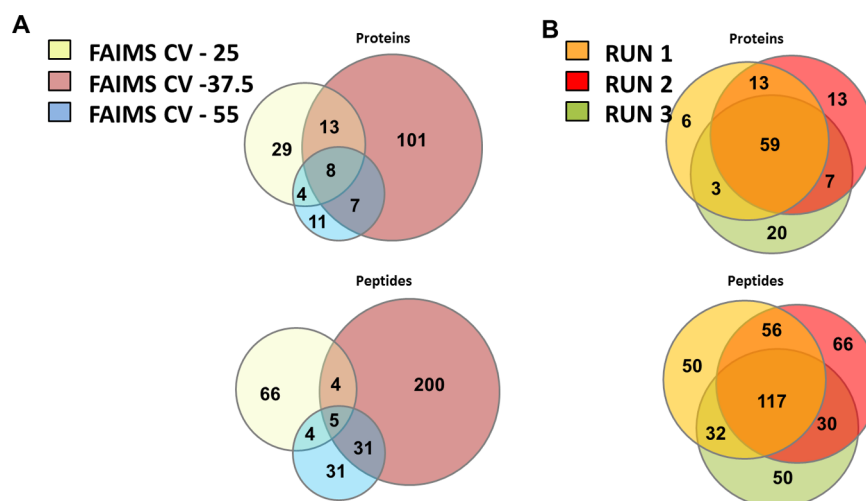 A
FAIMS CV - 25
FAIMS CV -37.5
FAIMS CV - 55
Proteins
29
13
101
8
4
7
11
Peptides
66
4
200
5
4
31
31
B
RUN 1
RUN 2
RUN 3
Proteins
13
13
6
59
3
7
20
Peptides
56
66
50
117
32
30
50